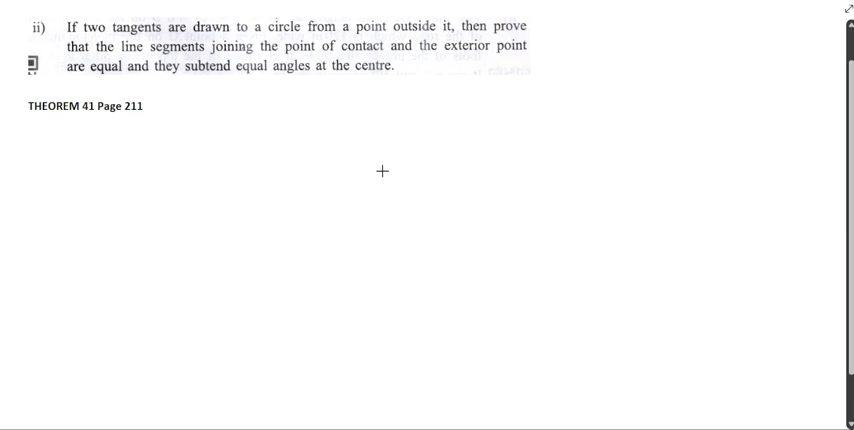 ii) If two tangents are drawn to a circle from a point outside it, then prove
that the line segments joining the point of contact and the exterior point
are equal and they subtend equal angles at the centre.
THEOREM 41 Page 211